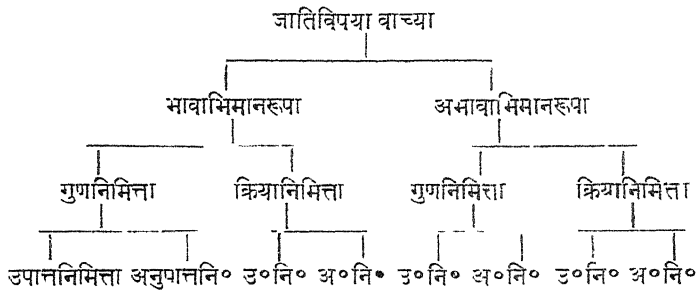 जातिविषया वाच्या
भावाभिमानरूपा अभावाभिमानरूपा
गुणनिमित्ता क्रियानिमित्ता गुणनिमित्ता क्रियानिमित्ता
उपात्तनिमित्ता अनुपात्तनि० उ०नि० अ०नि० उ०नि० अ०नि० उ०नि० अ०नि०